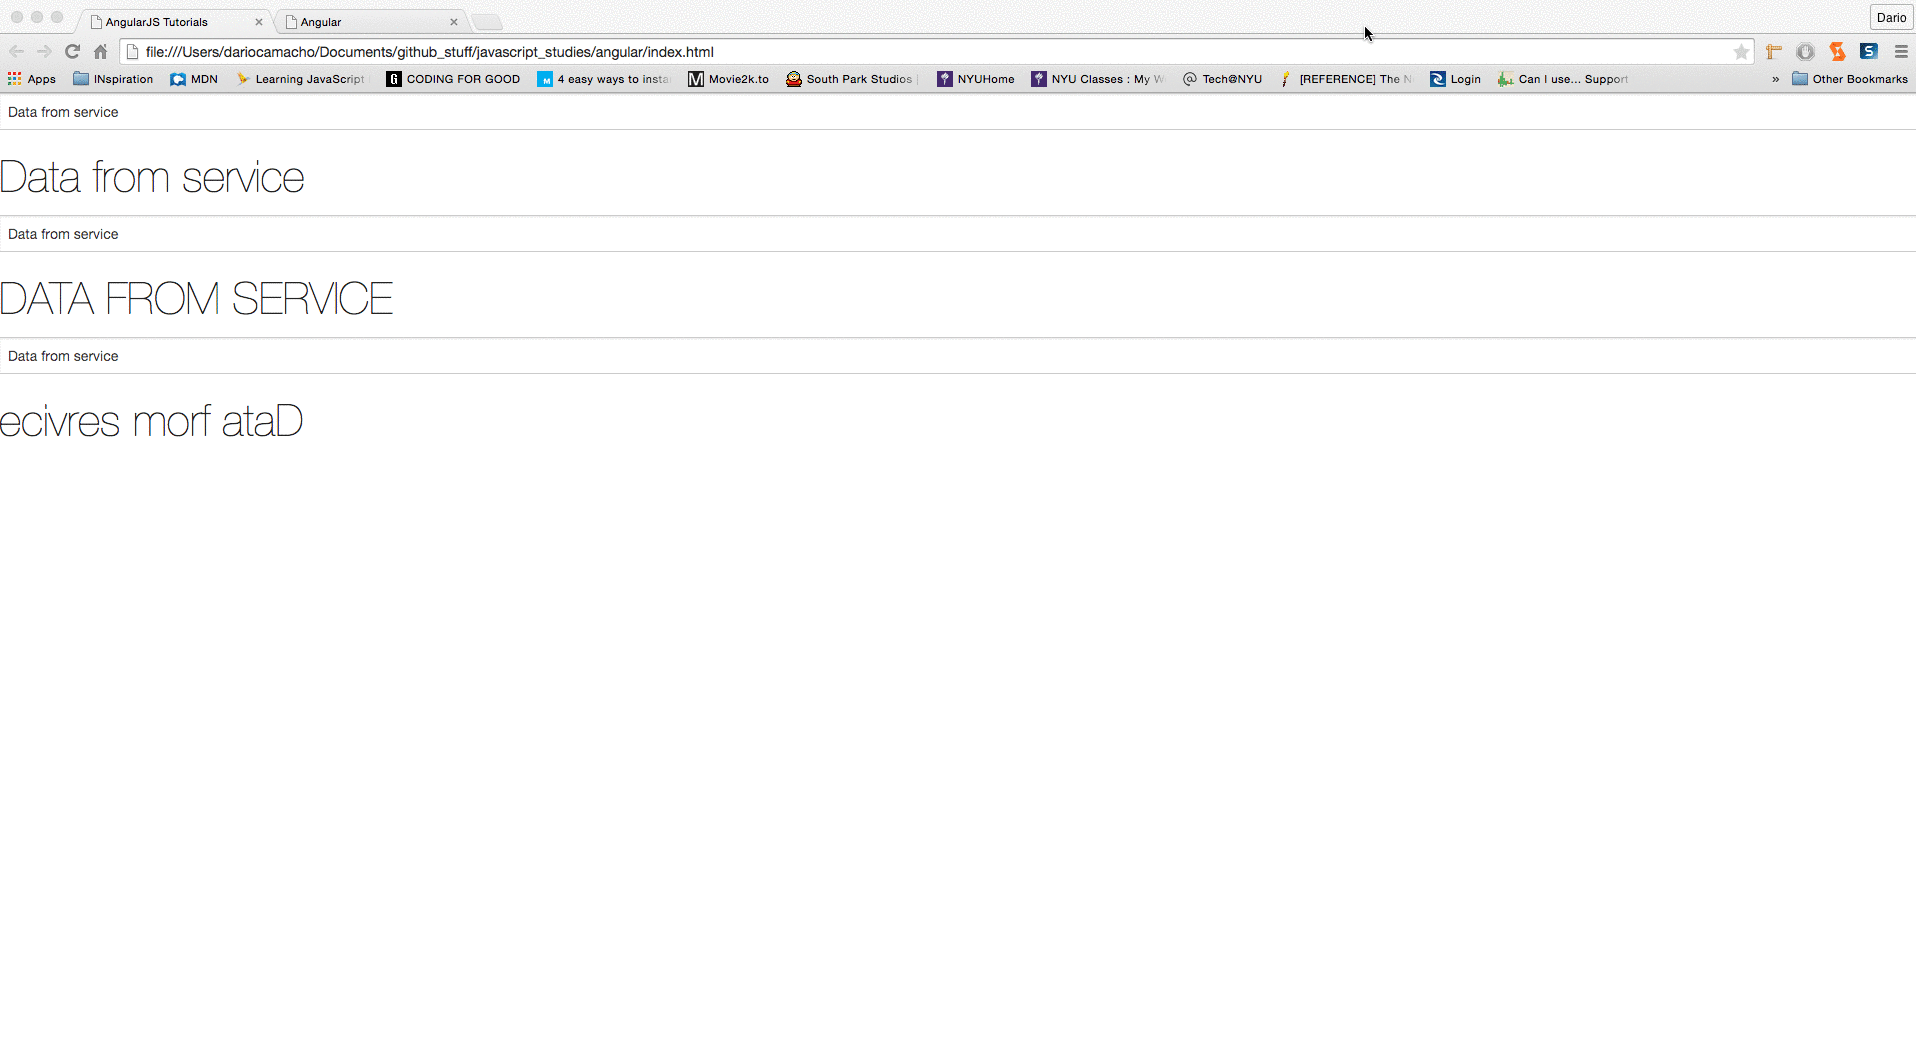 AngularJS Tutorials
Angular
Dario
file:///Users/dariocamacho/Documents/github_stuff/javascript_studies/angular/index.html
Apps INspiration MDN Learning JavaScript CODING FOR GOOD 4 easy ways to insta Movie2k.to South Park Studios NYUHome NYU Classes : My W Tech@NYU [REFERENCE] The N Login Can I use... Support » Other Bookmarks
Data from service
Data from service
Data from service
DATA FROM SERVICE
Data from service
ecivres morf ataD